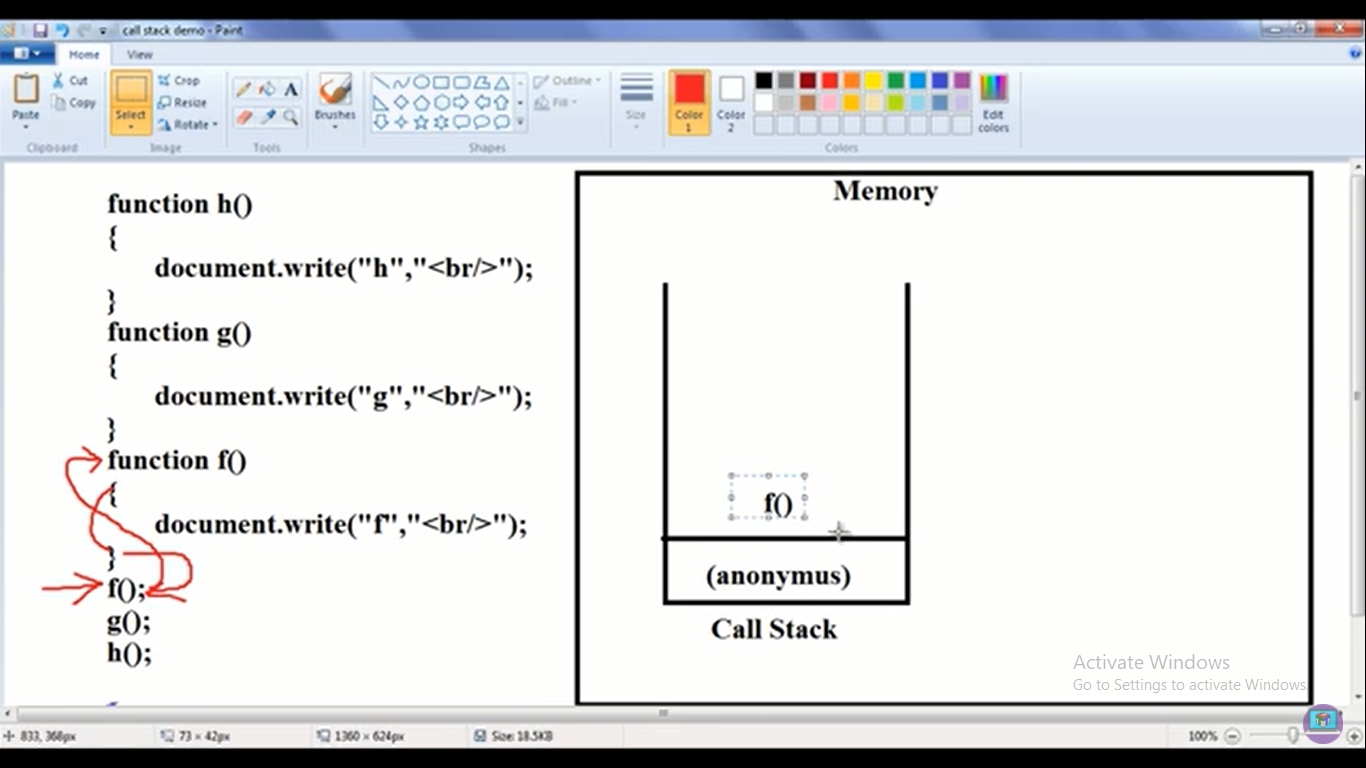 call stack demo - Paint
Home View
Paste
Cut
Copy
Clipboard
Select
Crop
Resize
Rotate
Image
A
Tools
Brushes
Outline
Fill
Shapes
Size
Color 1
Color 2
Edit colors
Colors
function h()
{
document.write("h","<br/>");
}
function g()
{
document.write("g","<br/>");
}
function f()
{
document.write("f","<br/>");
}
f();
g();
h();
Memory
f()
(anonymus)
Call Stack
Activate Windows
Go to Settings to activate Windows.
833, 368px
73 × 42px
1360 × 624px
Size: 18.5KB
100%